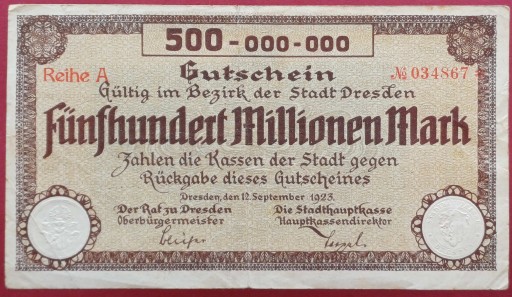 500-000-000
Reihe A Gutschein № 034867 *
Gültig im Bezirk der Stadt Dresden
Fünfhundert Millionen Mark
Zahlen die Kassen der Stadt gegen
Rückgabe dieses Gutscheines
Dresden, den 12. September 1923.
Der Rat zu Dresden Die Stadthauptkasse
Oberbürgermeister Hauptkassendirektor